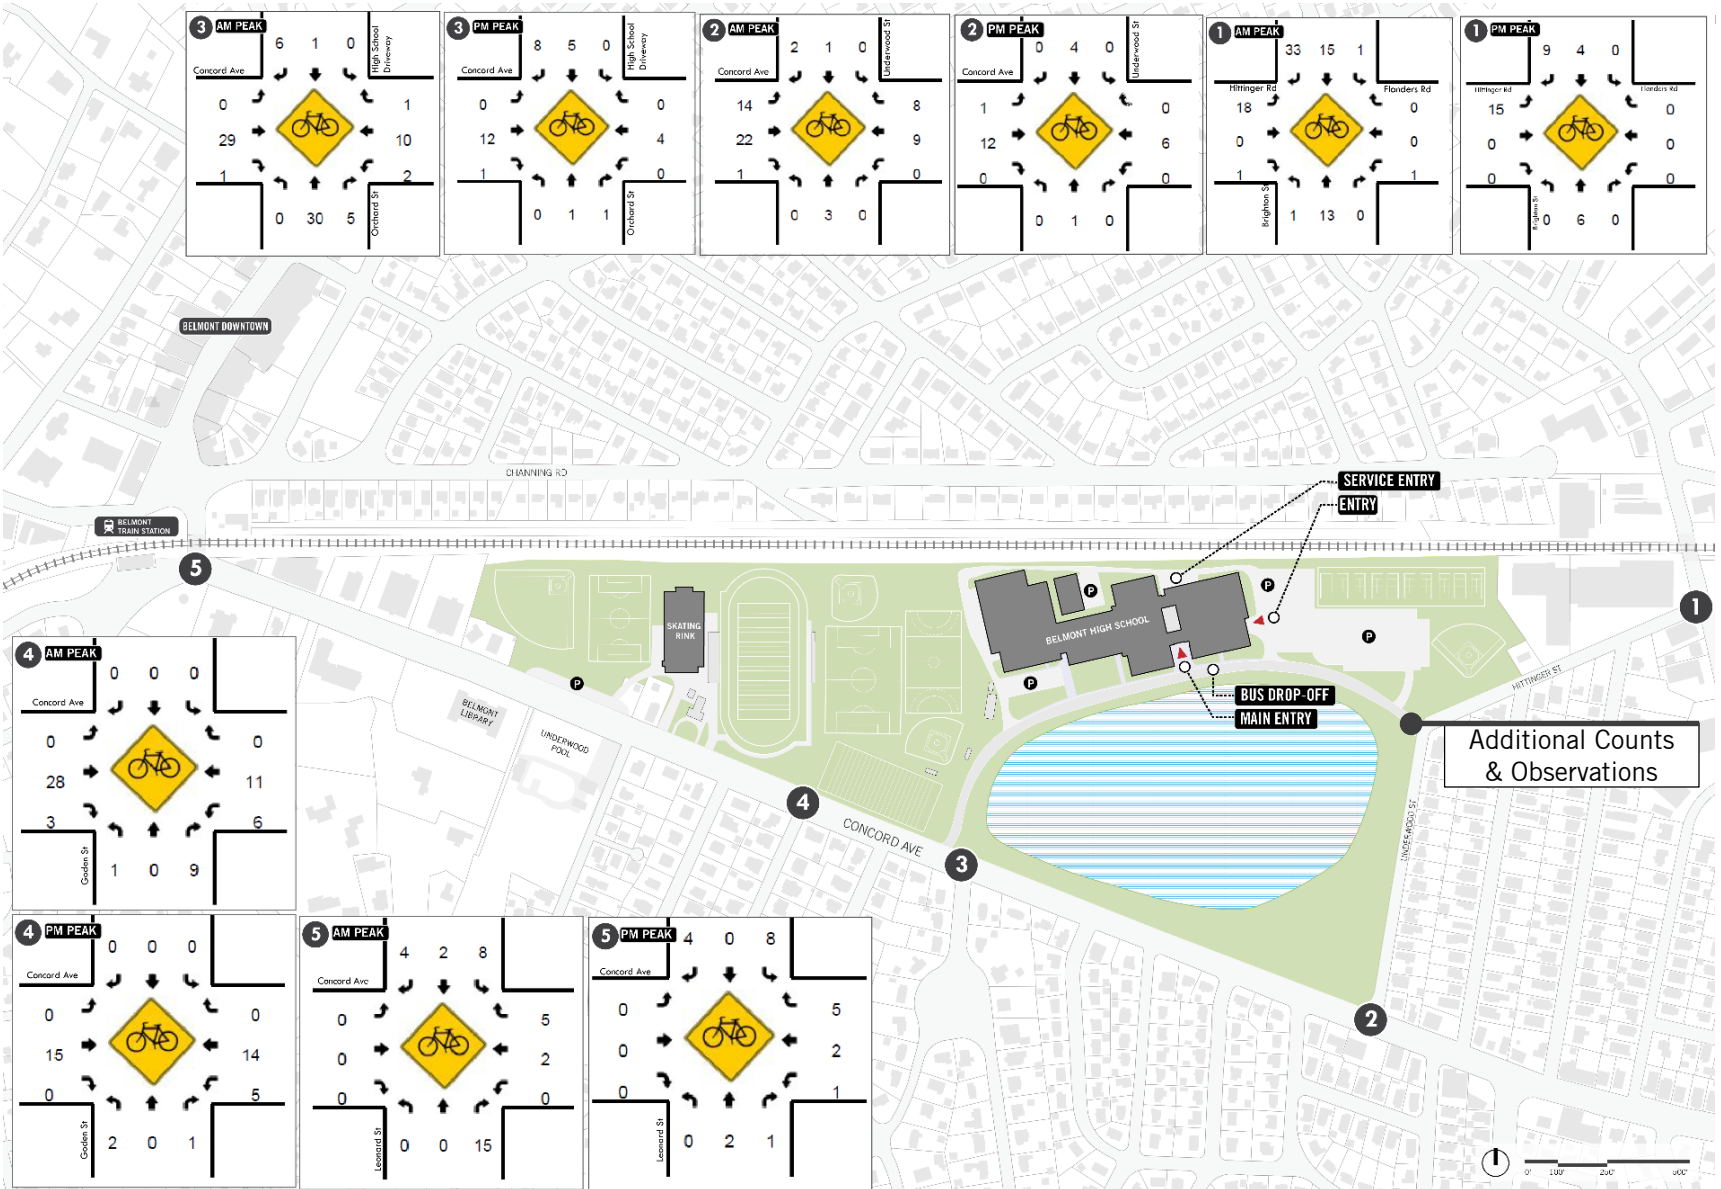 3 AM PEAK
6 1 0
High School
Driveway
Concord Ave
0 1
29 10
1 2
0 30 5
Orchard St
3 PM PEAK
8 5 0
High School
Driveway
Concord Ave
0 0
12 4
1 0
0 1 1
Orchard St
2 AM PEAK
2 1 0
Underwood St
Concord Ave
14 8
22 9
1 0
0 3 0
2 PM PEAK
0 4 0
Underwood St
Concord Ave
1 0
12 6
0 0
0 1 0
1 AM PEAK
33 15 1
Hittinger Rd Flanders Rd
18 0
0 0
1 1
Brighton St
1 13 0
1 PM PEAK
9 4 0
Hittinger Rd Flanders Rd
15 0
0 0
0 0
Brighton St
0 6 0
BELMONT DOWNTOWN
CHANNING RD
SERVICE ENTRY
ENTRY
BELMONT
TRAIN STATION
5
P
P
1
SKATING
RINK
BELMONT HIGH SCHOOL
P
P
P
HITTINGER ST
BUS DROP-OFF
MAIN ENTRY
BELMONT
LIBRARY
UNDERWOOD
POOL
Additional Counts
& Observations
4
CONCORD AVE
3
UNDERWOOD ST
2
4 AM PEAK
0 0 0
Concord Ave
0 0
28 11
3 6
Goden St
1 0 9
4 PM PEAK
0 0 0
Concord Ave
0 0
15 14
0 5
Goden St
2 0 1
5 AM PEAK
4 2 8
Concord Ave
0 5
0 2
0 0
Leonard St
0 0 15
5 PM PEAK
4 0 8
Concord Ave
0 5
0 2
0 1
Leonard St
0 2 1
0' 100' 250' 500'